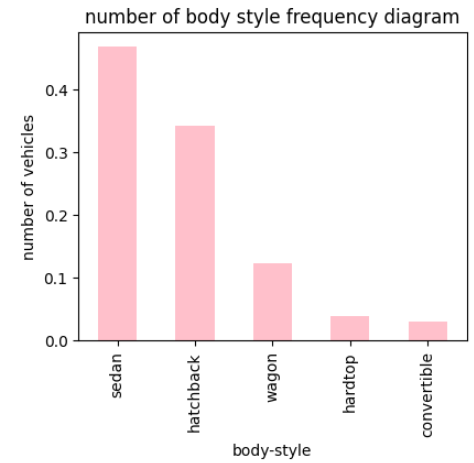 number of body style frequency diagram
number of vehicles
0.4
0.3
0.2
0.1
0.0
sedan
hatchback
wagon
hardtop
convertible
body-style